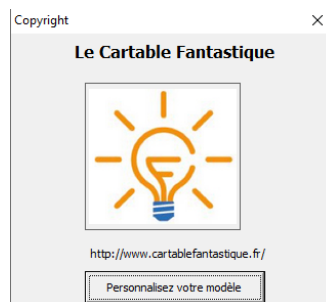 Copyright
Le Cartable Fantastique
http://www.cartablefantastique.fr/
Personnalisez votre modèle